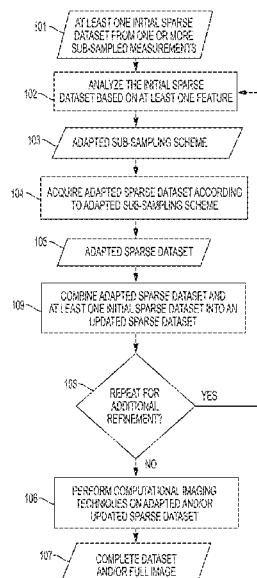 101
AT LEAST ONE INITIAL SPARSE
DATASET FROM ONE OR MORE
SUB-SAMPLED MEASUREMENTS
102
ANALYZE THE INITIAL SPARSE
DATASET BASED ON AT LEAST ONE FEATURE
103
ADAPTED SUB-SAMPLING SCHEME
104
ACQUIRE ADAPTED SPARSE DATASET ACCORDING
TO ADAPTED SUB-SAMPLING SCHEME
105
ADAPTED SPARSE DATASET
109
COMBINE ADAPTED SPARSE DATASET AND
AT LEAST ONE INITIAL SPARSE DATASET INTO AN
UPDATED SPARSE DATASET
108
REPEAT FOR
ADDITIONAL
REFINEMENT?
YES
NO
106
PERFORM COMPUTATIONAL IMAGING
TECHNIQUES ON ADAPTED AND/OR
UPDATED SPARSE DATASET
107
COMPLETE DATASET
AND/OR FULL IMAGE